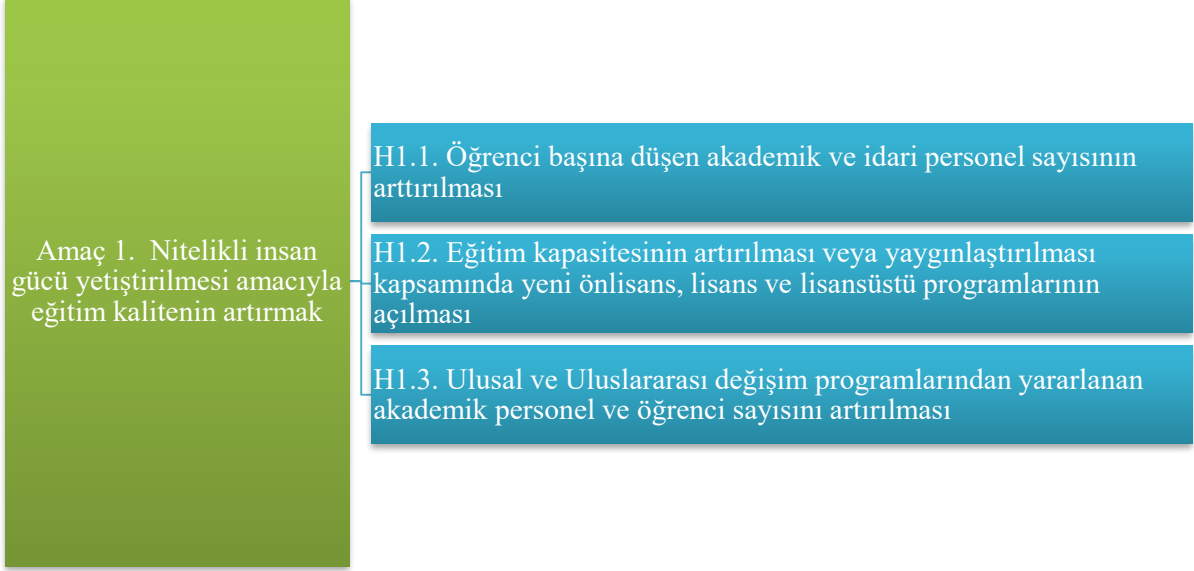 Amaç 1.  Nitelikli insan
gücü yetiştirilmesi amacıyla
eğitim kalitenin artırmak
H1.1. Öğrenci başına düşen akademik ve idari personel sayısının
arttırılması
H1.2. Eğitim kapasitesinin artırılması veya yaygınlaştırılması
kapsamında yeni önlisans, lisans ve lisansüstü programlarının
açılması
H1.3. Ulusal ve Uluslararası değişim programlarından yararlanan
akademik personel ve öğrenci sayısını artırılması